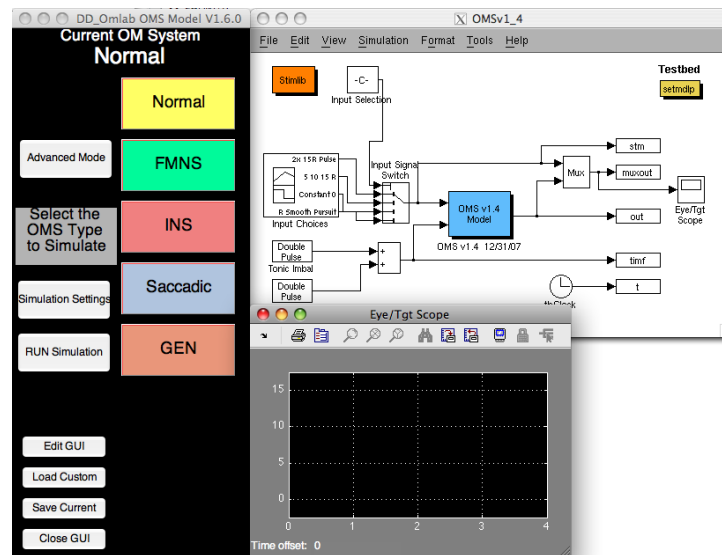 DD_Omlab OMS Model V1.6.0
Current OM System
Normal
Normal
Advanced Mode
FMNS
Select the
OMS Type
to Simulate
INS
Simulation Settings
Saccadic
RUN Simulation
GEN
Edit GUI
Load Custom
Save Current
Close GUI
X OMSv1_4
File Edit View Simulation Format Tools Help
Stimlib
-C-
Input Selection
Testbed
setmdlp
2x 15R Pulse
5 10 15 R
Constant 0
R Smooth Pursuit
Input Choices
Input Signal
Switch
OMS v1.4
Model
OMS v1.4 12/31/07
Mux
stm
muxout
out
timf
t
Eye/Tgt
Scope
Double
Pulse
Tonic Imbal
Double
Pulse
+
+
Eye/Tgt Scope
15
10
5
0
0 1 2 3 4
Time offset: 0